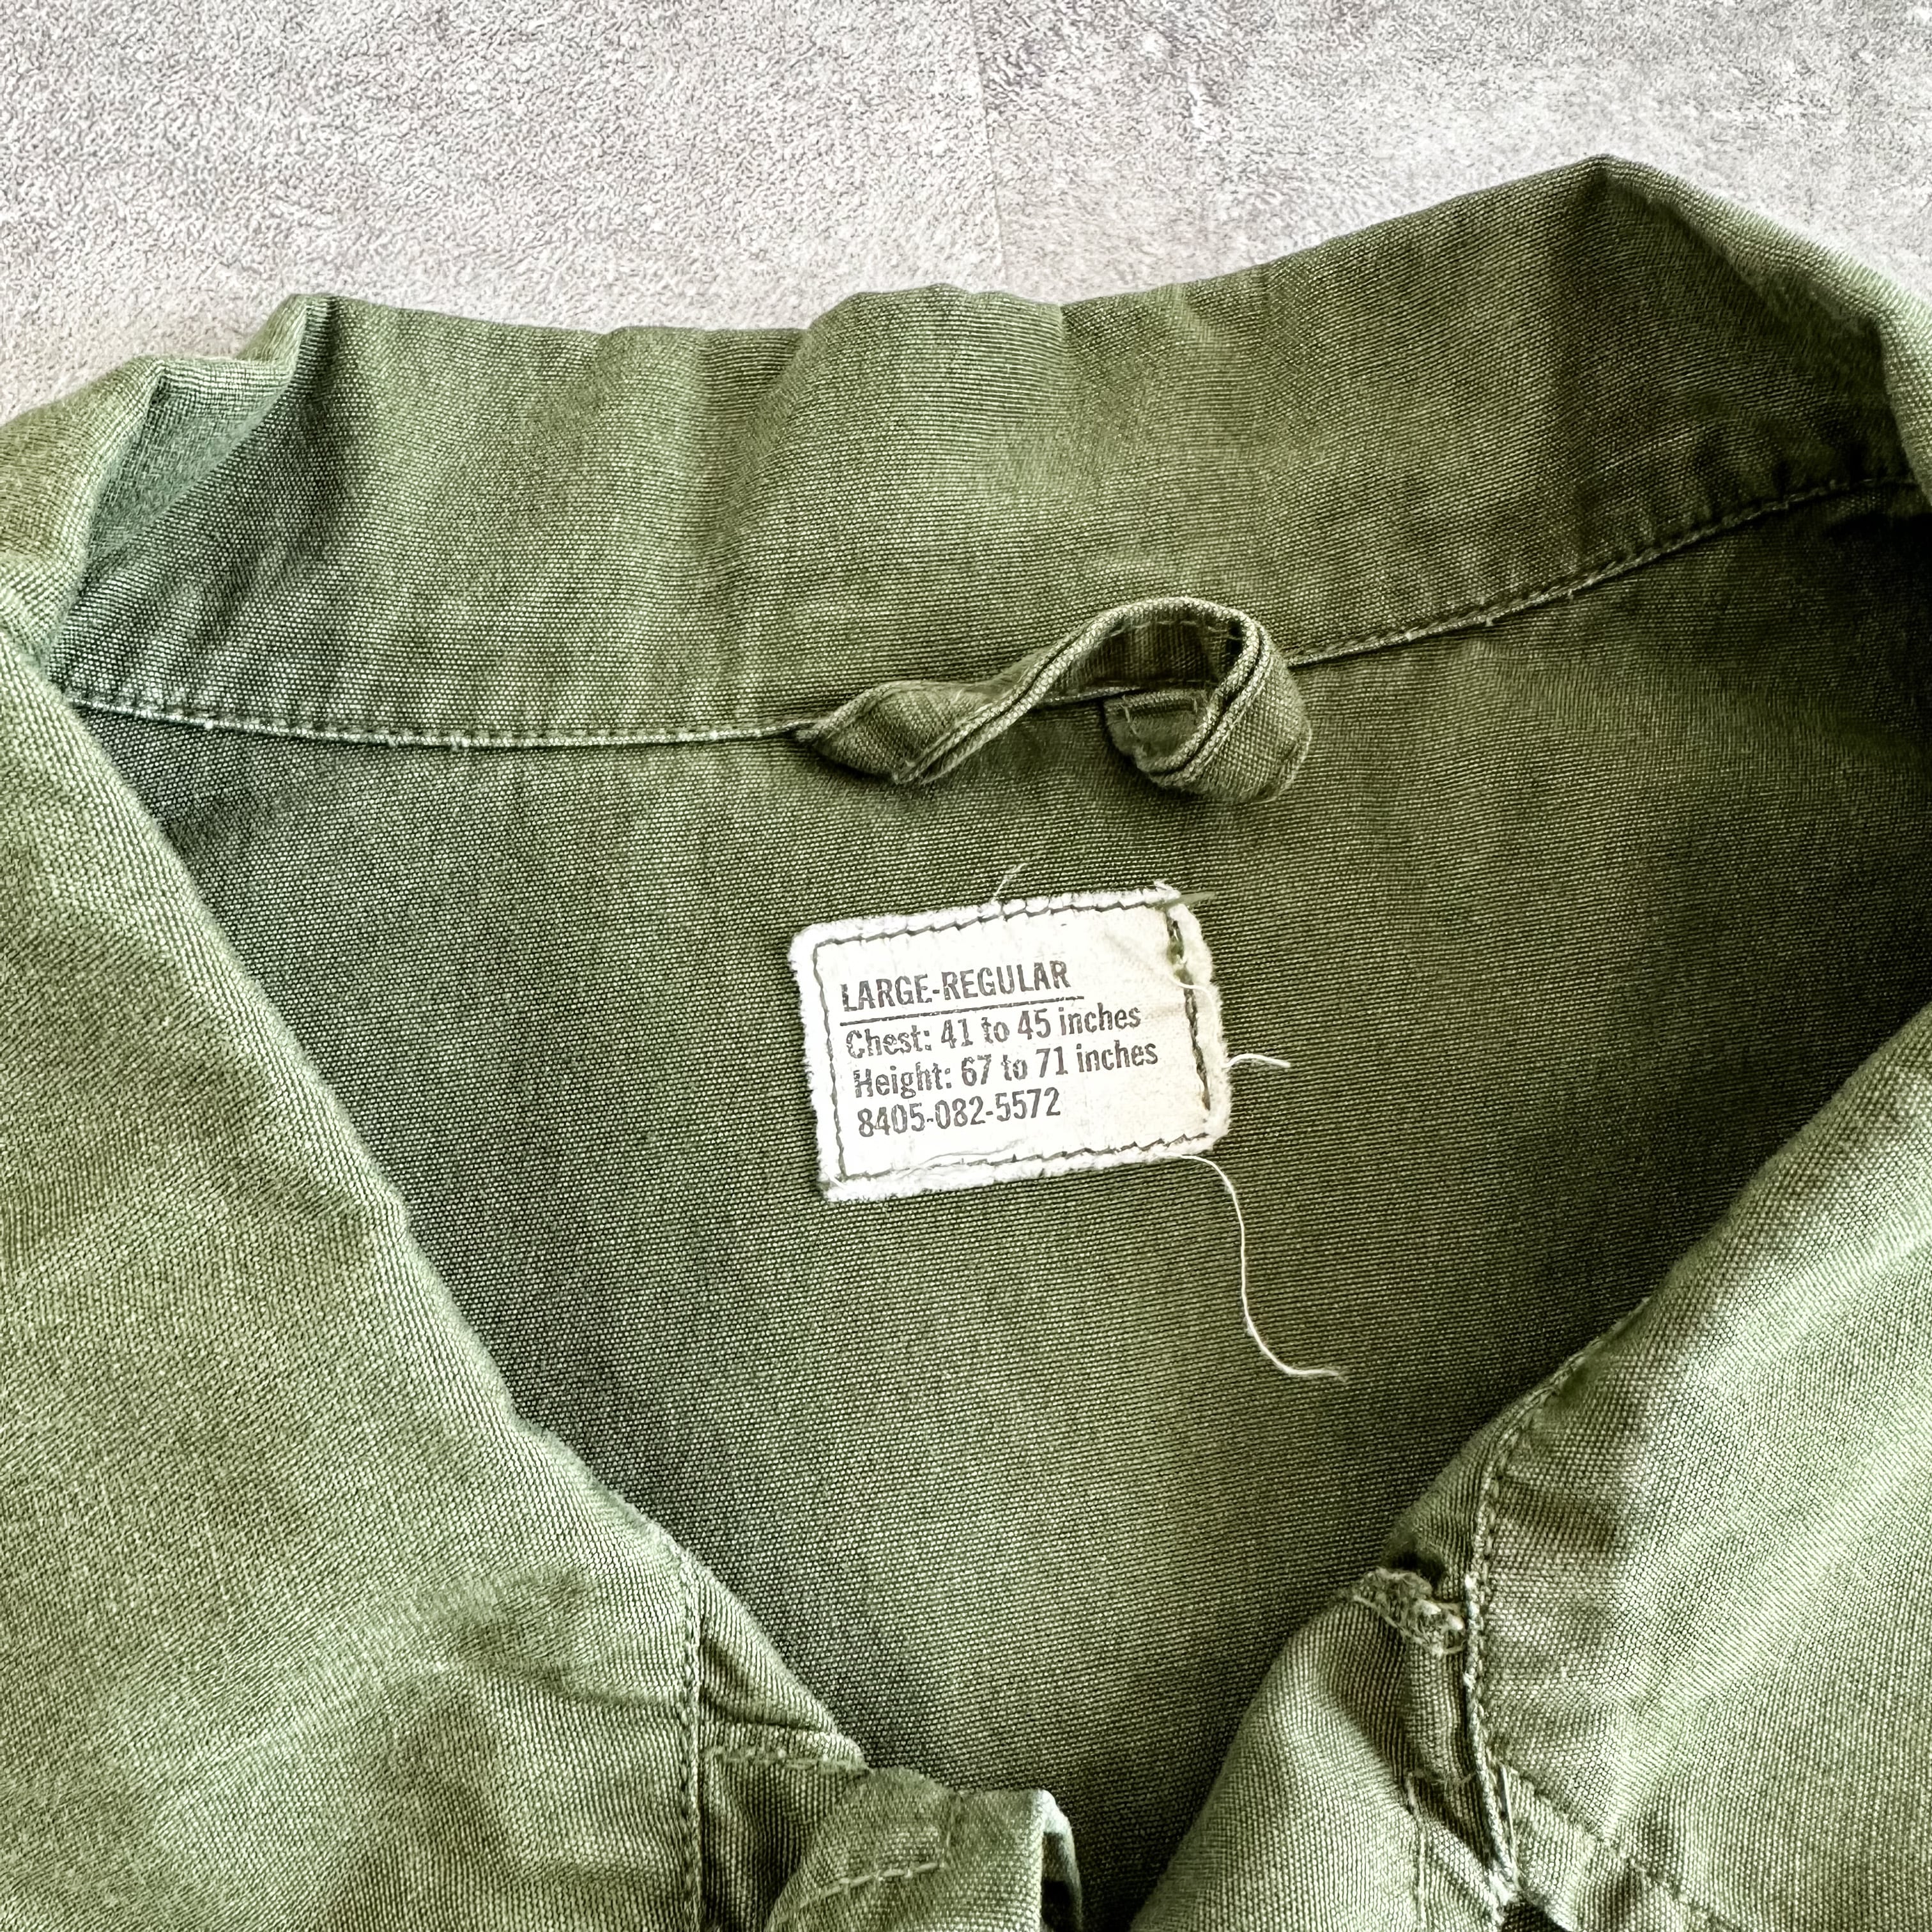 LARGE-REGULAR
Chest: 41 to 45 inches
Height: 67 to 71 inches
8405-082-5572